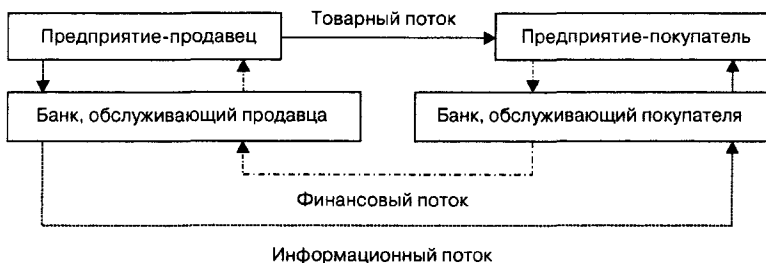 Товарный поток
Предприятие-продавец
Предприятие-покупатель
Банк, обслуживающий продавца
Банк, обслуживающий покупателя
Финансовый поток
Информационный поток